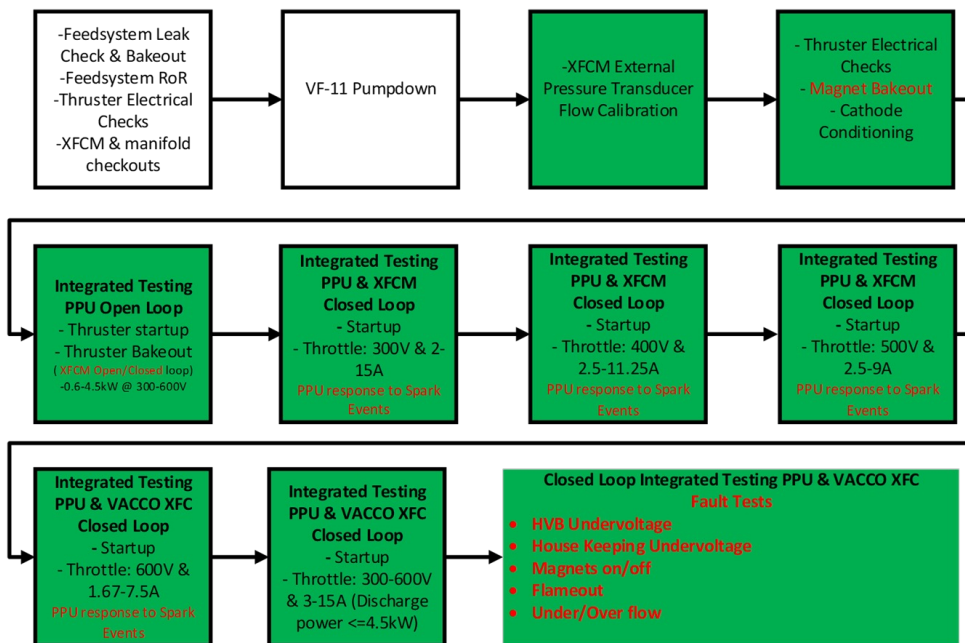 -Feedsystem Leak
Check & Bakeout
-Feedsystem RoR
-Thruster Electrical
Checks
-XFCM & manifold
checkouts
VF-11 Pumpdown
-XFCM External
Pressure Transducer
Flow Calibration
- Thruster Electrical
Checks
- Magnet Bakeout
- Cathode
Conditioning
Integrated Testing
PPU Open Loop
- Thruster startup
- Thruster Bakeout
( XFCM Open/Closed loop)
-0.6-4.5kW @ 300-600V
Integrated Testing
PPU & XFCM
Closed Loop
- Startup
- Throttle: 300V & 2-
15A
PPU response to Spark
Events
Integrated Testing
PPU & XFCM
Closed Loop
- Startup
- Throttle: 400V &
2.5-11.25A
PPU response to Spark
Events
Integrated Testing
PPU & XFCM
Closed Loop
- Startup
- Throttle: 500V &
2.5-9A
PPU response to Spark
Events
Integrated Testing
PPU & VACCO XFC
Closed Loop
- Startup
- Throttle: 600V &
1.67-7.5A
PPU response to Spark
Events
Integrated Testing
PPU & VACCO XFC
Closed Loop
- Startup
- Throttle: 300-600V
& 3-15A (Discharge
power <=4.5kW)
Closed Loop Integrated Testing PPU & VACCO XFC
Fault Tests
• HVB Undervoltage
• House Keeping Undervoltage
• Magnets on/off
• Flameout
• Under/Over flow